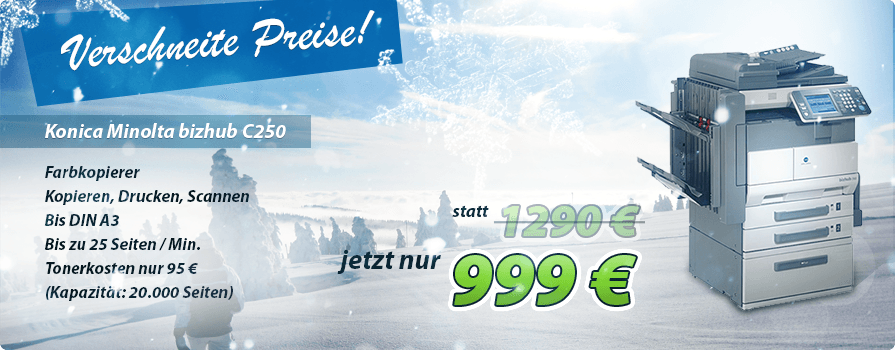 Verschneite Preise!
Konica Minolta bizhub C250
Farbkopierer
Kopieren, Drucken, Scannen
Bis DIN A3
Bis zu 25 Seiten / Min.
Tonerkosten nur 95 €
(Kapazität: 20.000 Seiten)
statt 1290 €
jetzt nur 999 €